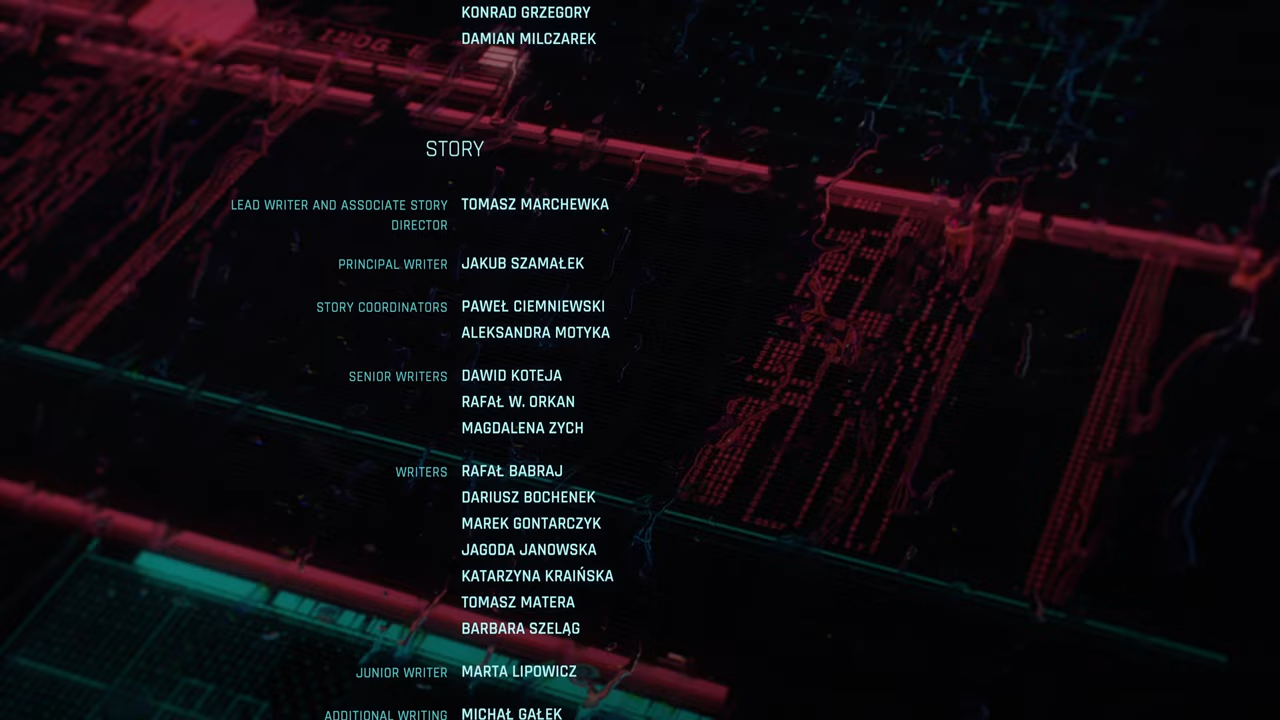 KONRAD GRZEGORY
DAMIAN MILCZAREK
STORY
LEAD WRITER AND ASSOCIATE STORY DIRECTOR TOMASZ MARCHEWKA
PRINCIPAL WRITER JAKUB SZAMAŁEK
STORY COORDINATORS PAWEŁ CIEMNIEWSKI
ALEKSANDRA MOTYKA
SENIOR WRITERS DAWID KOTEJA
RAFAŁ W. ORKAN
MAGDALENA ZYCH
WRITERS RAFAŁ BABRAJ
DARIUSZ BOCHENEK
MAREK GONTARCZYK
JAGODA JANOWSKA
KATARZYNA KRAIŃSKA
TOMASZ MATERA
BARBARA SZELĄG
JUNIOR WRITER MARTA LIPOWICZ
ADDITIONAL WRITING MICHAŁ GAŁEK